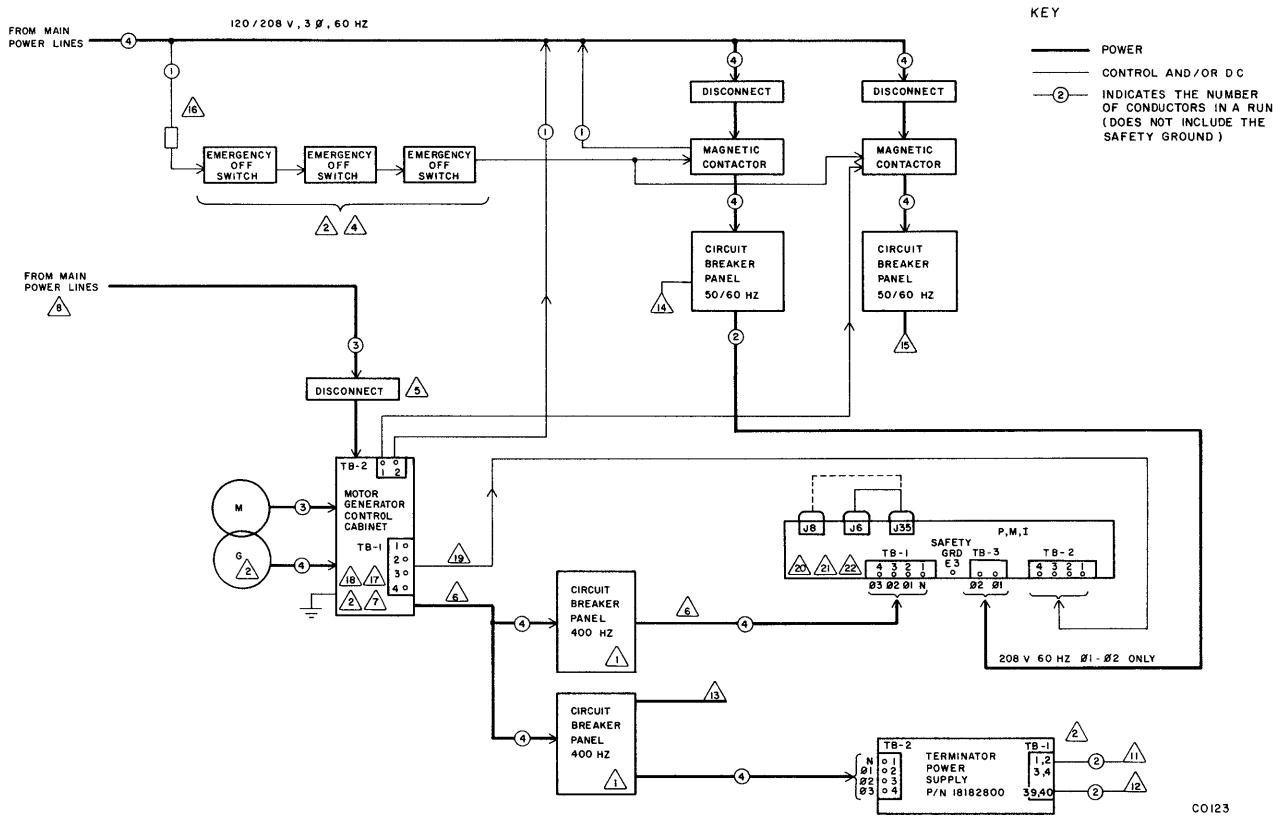 KEY
120/208 V, 3 Ø, 60 HZ
FROM MAIN
POWER LINES
4
POWER
CONTROL AND/OR DC
2
INDICATES THE NUMBER
OF CONDUCTORS IN A RUN
(DOES NOT INCLUDE THE
SAFETY GROUND)
1
16
4
4
DISCONNECT
DISCONNECT
1
1
EMERGENCY
OFF
SWITCH
EMERGENCY
OFF
SWITCH
EMERGENCY
OFF
SWITCH
MAGNETIC
CONTACTOR
MAGNETIC
CONTACTOR
2
4
4
4
CIRCUIT
BREAKER
PANEL
50/60 HZ
CIRCUIT
BREAKER
PANEL
50/60 HZ
14
2
15
FROM MAIN
POWER LINES
8
3
DISCONNECT
5
TB-2
1 2
MOTOR
GENERATOR
CONTROL
CABINET
TB-1
1
2
3
4
18
17
2
7
M
3
G
2
4
19
6
J8
J6
J35
P,M,I
SAFETY
GRD
E3
20
21
22
TB-1
4 3 2 1
Ø3 Ø2 Ø1 N
TB-3
Ø2 Ø1
TB-2
4 3 2 1
4
CIRCUIT
BREAKER
PANEL
400 HZ
1
6
4
208 V 60 HZ Ø1-Ø2 ONLY
4
CIRCUIT
BREAKER
PANEL
400 HZ
1
13
4
N
Ø1
Ø2
Ø3
TB-2
1
2
3
4
TERMINATOR
POWER
SUPPLY
P/N 18182800
TB-1
1,2
3,4
39,40
2
2
11
2
12
C0123